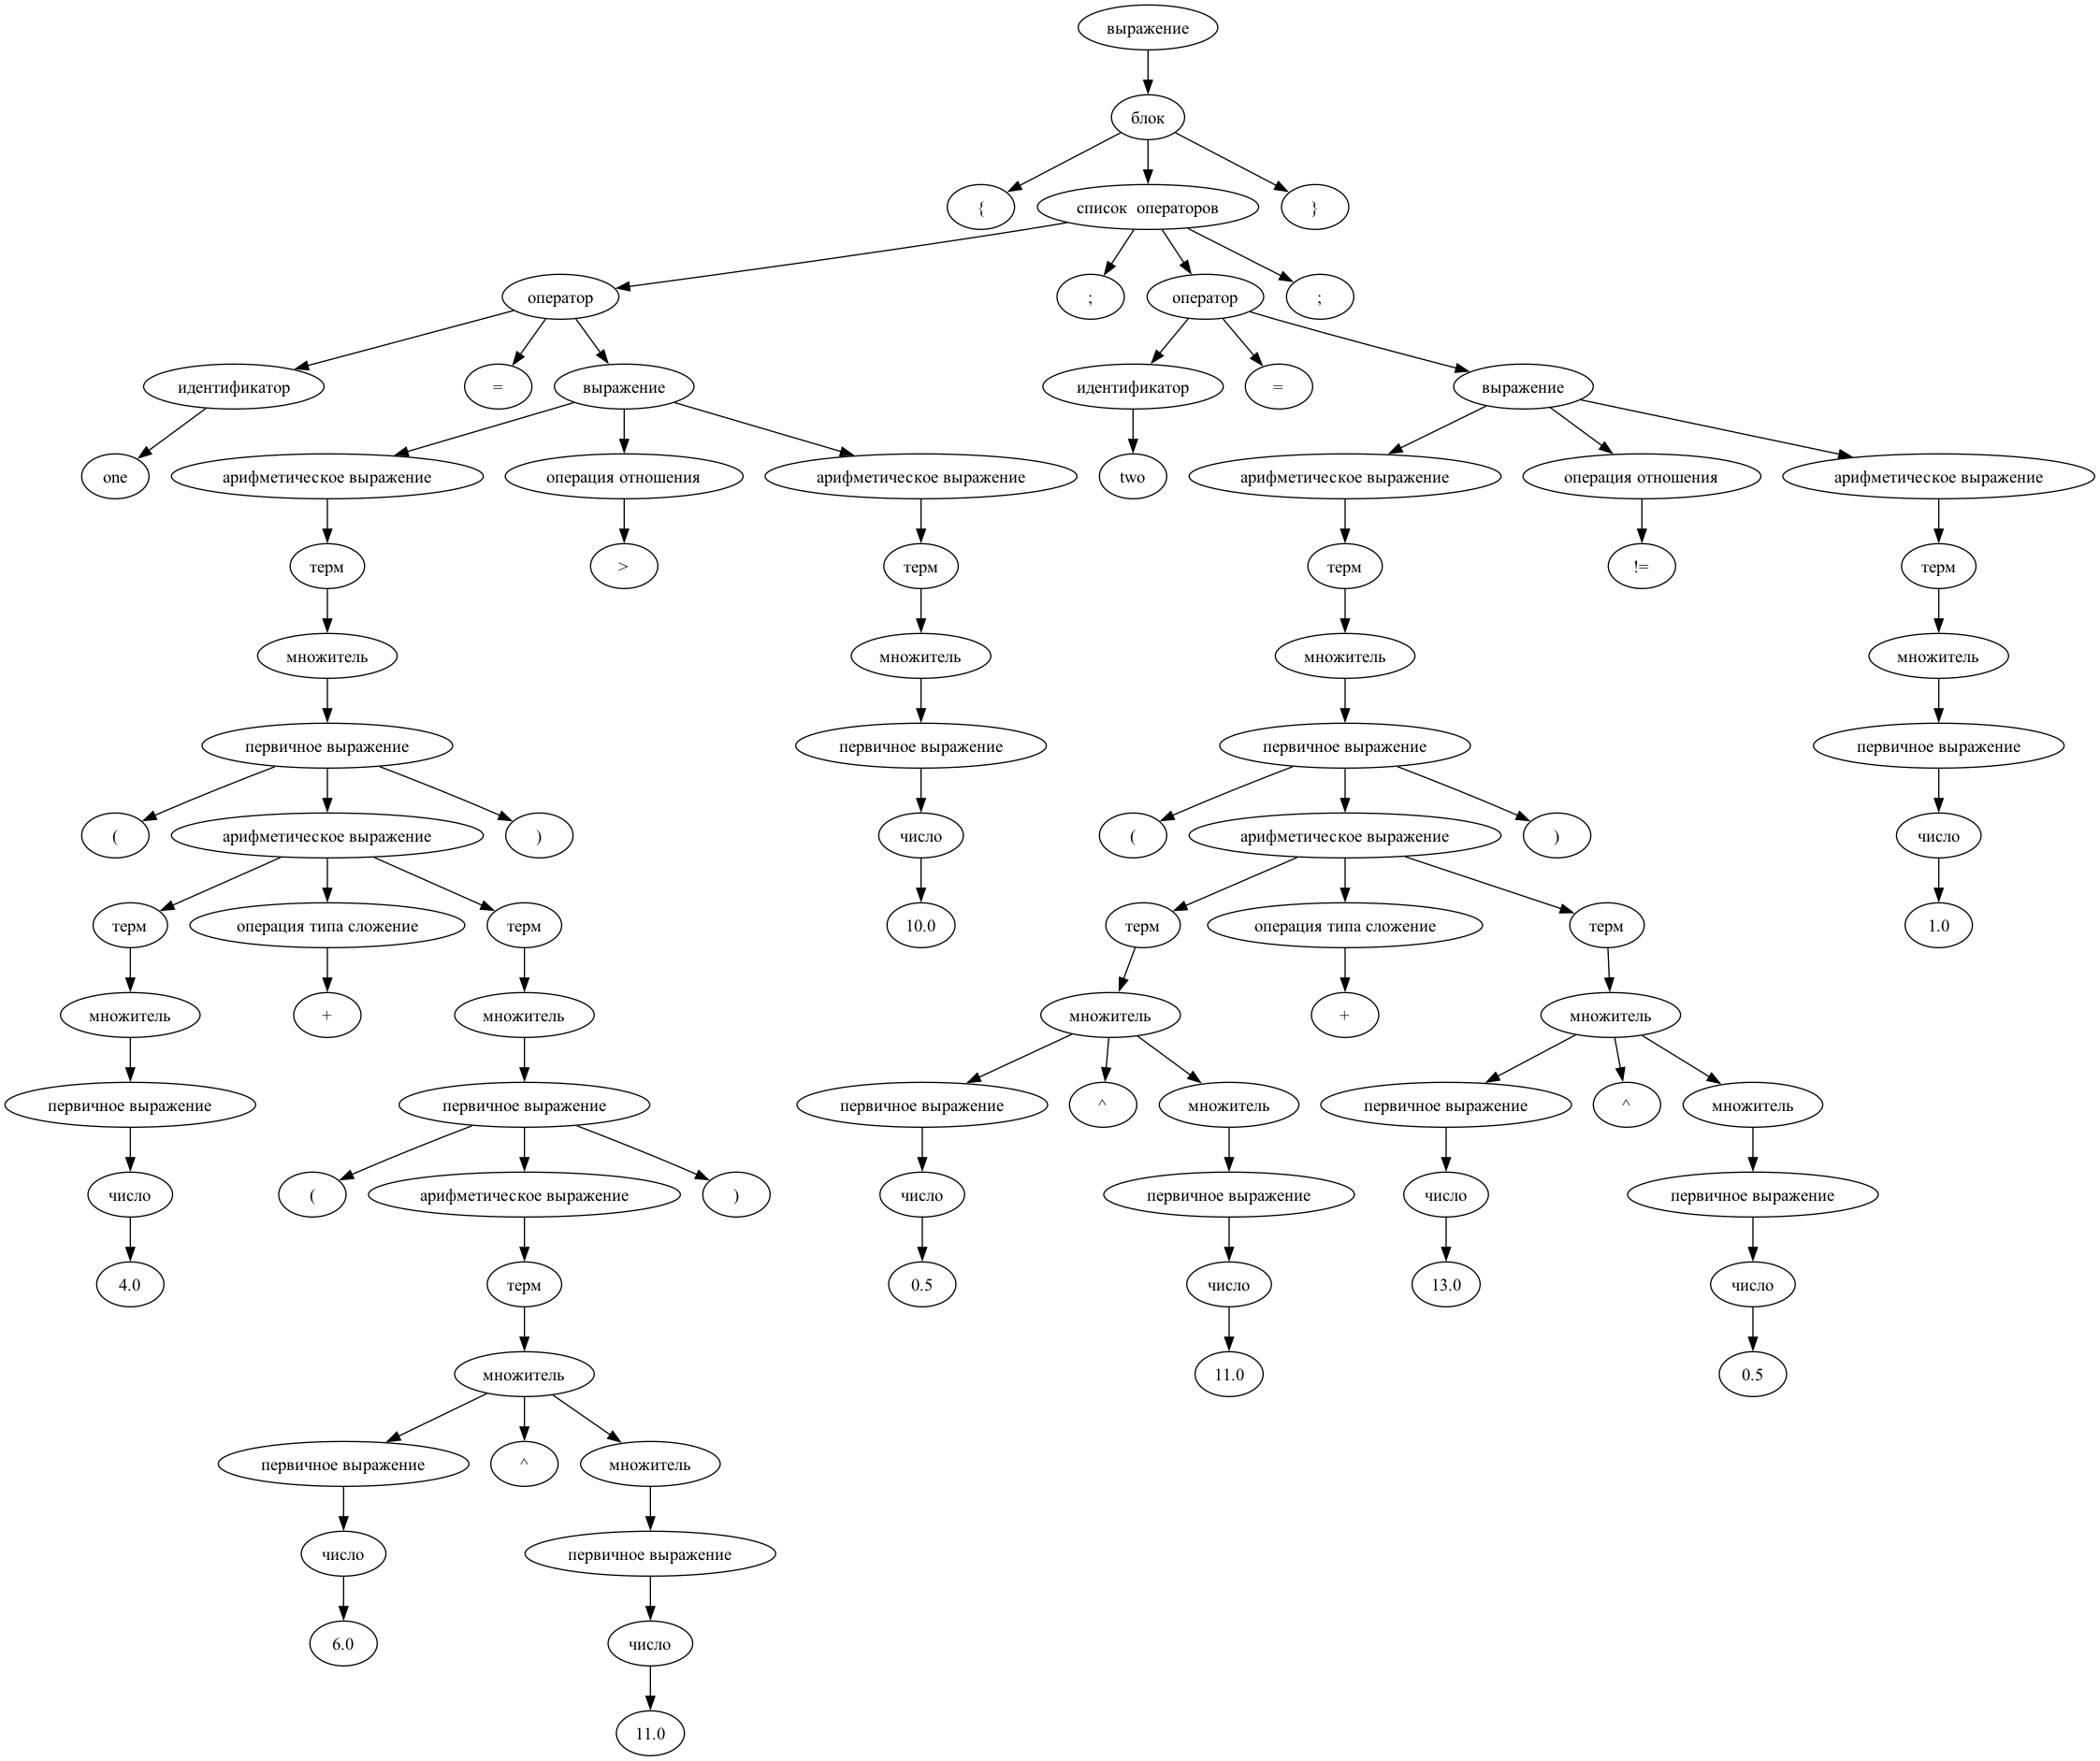 выражение
блок
{
список  операторов
}
оператор
;
оператор
;
идентификатор
=
выражение
идентификатор
=
выражение
one
арифметическое выражение
операция отношения
арифметическое выражение
two
арифметическое выражение
операция отношения
арифметическое выражение
терм
>
терм
терм
!=
терм
множитель
множитель
множитель
множитель
первичное выражение
первичное выражение
первичное выражение
первичное выражение
(
арифметическое выражение
)
число
(
арифметическое выражение
)
число
терм
операция типа сложение
терм
10.0
терм
операция типа сложение
терм
1.0
множитель
+
множитель
множитель
+
множитель
первичное выражение
первичное выражение
первичное выражение
^
множитель
первичное выражение
^
множитель
число
(
арифметическое выражение
)
число
первичное выражение
число
первичное выражение
4.0
терм
0.5
число
13.0
число
множитель
11.0
0.5
первичное выражение
^
множитель
число
первичное выражение
6.0
число
11.0